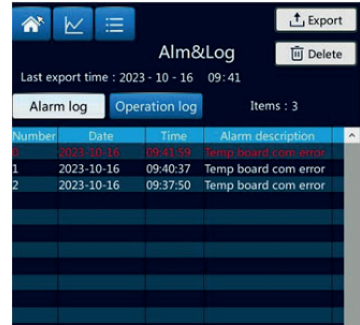 Export
Alm&Log
Delete
Last export time : 2023 - 10 - 16 09:41
Alarm log Operation log Items : 3
Number Date Time Alarm description
0 2023-10-16 09:41:59 Temp board com error
1 2023-10-16 09:40:37 Temp board com error
2 2023-10-16 09:37:50 Temp board com error